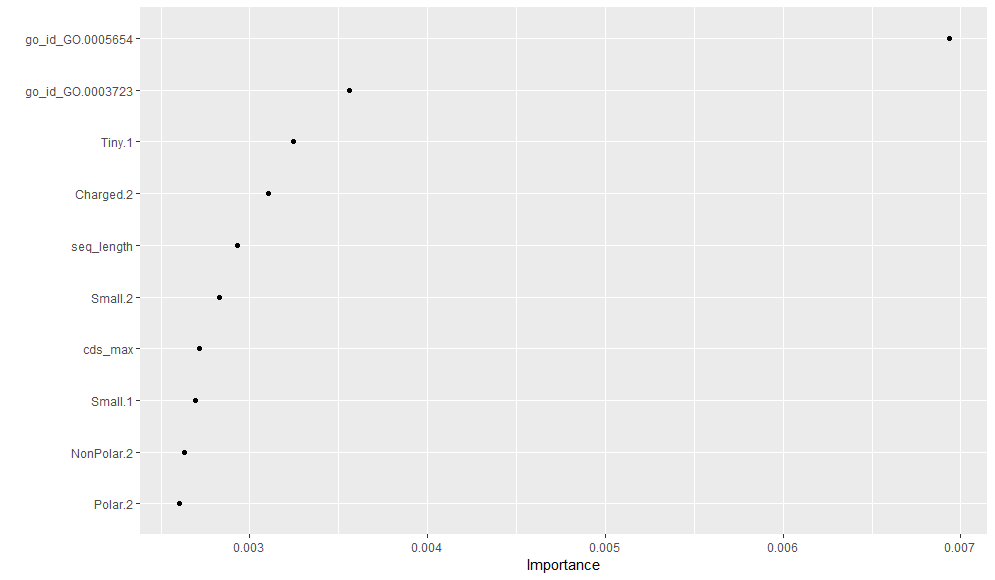 go_id_GO.0005654
go_id_GO.0003723
Tiny.1
Charged.2
seq_length
Small.2
cds_max
Small.1
NonPolar.2
Polar.2
0.003 0.004 0.005 0.006 0.007
Importance